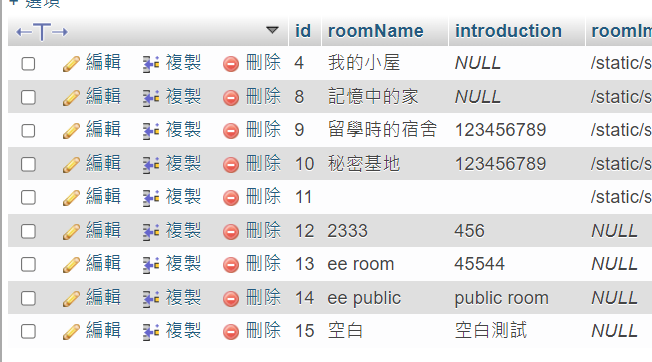 + 選項
←T→ id roomName introduction roomIm
編輯 複製 刪除 4 我的小屋 NULL /static/s
編輯 複製 刪除 8 記憶中的家 NULL /static/s
編輯 複製 刪除 9 留學時的宿舍 123456789 /static/s
編輯 複製 刪除 10 秘密基地 123456789 /static/s
編輯 複製 刪除 11 /static/s
編輯 複製 刪除 12 2333 456 NULL
編輯 複製 刪除 13 ee room 45544 NULL
編輯 複製 刪除 14 ee public public room NULL
編輯 複製 刪除 15 空白 空白測試 NULL